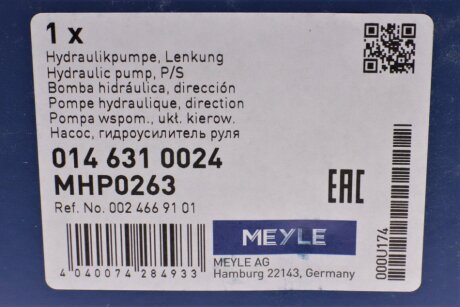 1 x
Hydraulikpumpe, Lenkung
Hydraulic pump, P/S
Bomba hidráulica, dirección
Pompe hydraulique, direction
Pompa wspom., ukł. kierow.
Насос, гидроусилитель руля
014 631 0024
MHP0263
Ref. No. 002 466 91 01
EAC
MEYLE
MEYLE AG
Hamburg 22143, Germany
4 040074 284933
000U174